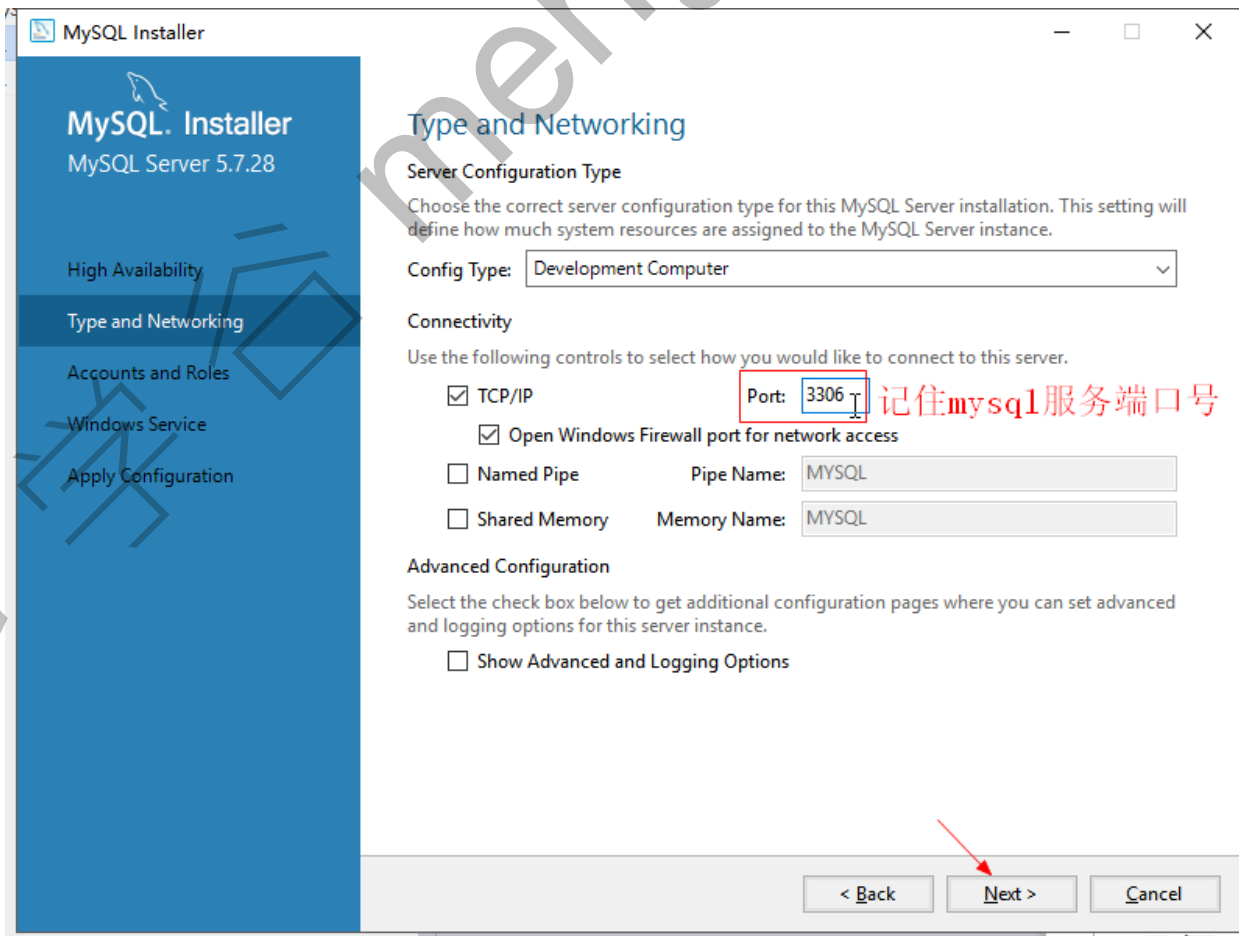 MySQL Installer
MySQL. Installer
MySQL Server 5.7.28
High Availability
Type and Networking
Accounts and Roles
Windows Service
Apply Configuration
Type and Networking
Server Configuration Type
Choose the correct server configuration type for this MySQL Server installation. This setting will
define how much system resources are assigned to the MySQL Server instance.
Config Type: Development Computer
Connectivity
Use the following controls to select how you would like to connect to this server.
TCP/IP Port: 3306 记住mysql服务端口号
Open Windows Firewall port for network access
Named Pipe Pipe Name: MYSQL
Shared Memory Memory Name: MYSQL
Advanced Configuration
Select the check box below to get additional configuration pages where you can set advanced
and logging options for this server instance.
Show Advanced and Logging Options
< Back Next > Cancel